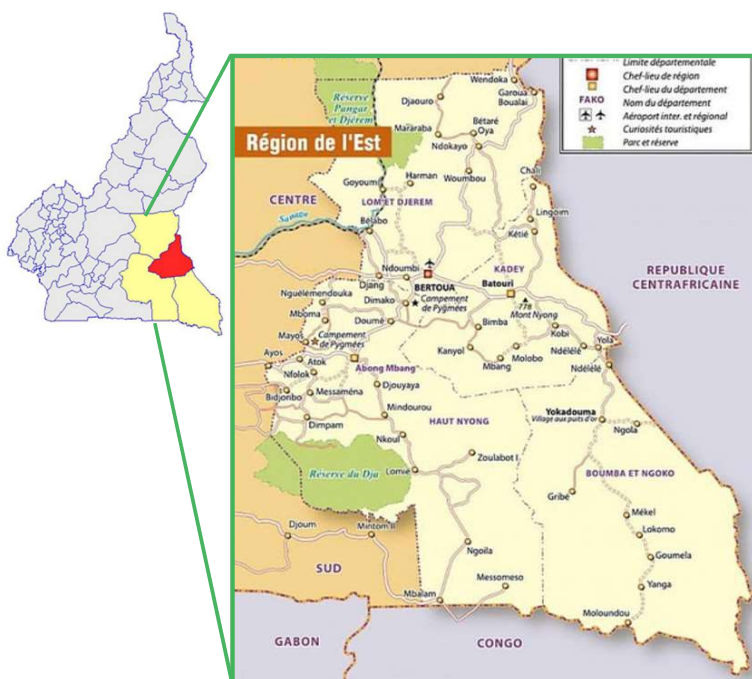 Limite départementale
Chef-lieu de région
Chef-lieu du département
FAKO Nom du département
Aéroport inter. et régional
Curiosités touristiques
Parc et réserve
Région de l'Est
Réserve
Pangar
et Djérem
Wendoka
Garoua
Boualai
Djaouro
Mararaba
Bétaré
Oya
Ndokayo
Goyoum
Harman
Woumbou
Chali
CENTRE
LOM ET DJEREM
Lingoim
Sanaga
Bélabo
Kétié
REPUBLIQUE
CENTRAFRICAINE
Ndoumbi
KADEY
Djang
BERTOUA
Batouri
Nguélémendouka
Dimako
Campement
de Pygmées
778
Mont Nyong
Mboma
Doumé
Bimba
Kobi
Mayos
Campement
de Pygmées
Kanyol
Molobo
Ndélélé
Yola
Ayos
Atok
Mbang
Ndélélé
Nfolok
Abong Mbang
Bidjonbo
Messaména
Djouyaya
Mindourou
Yokadouma
Village aux puits d'or
Dimpam
HAUT NYONG
Ngola
Nkoul
Zoulabot I
Réserve du Dja
Lomié
BOUMBA ET NGOKO
Gribé
Mékel
Djoum
Mintom II
Lokomo
Ngoila
Goumela
SUD
Messomeso
Yanga
Mbalam
Moloundou
GABON
CONGO